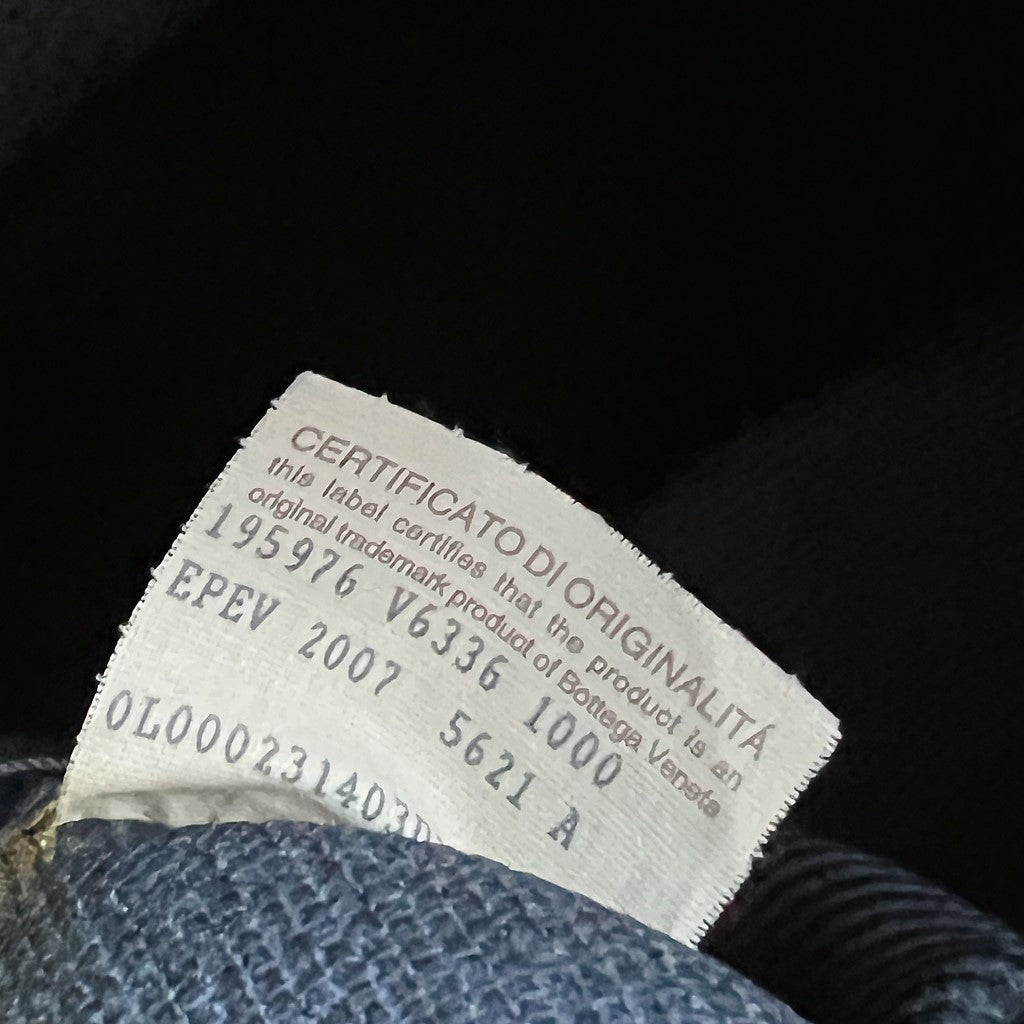 CERTIFICATO DI ORIGINALITÁ
this label certifies that the product is an
original trademark product of Bottega Veneta
195976 V6336 1000
EPEV 2007 5621 A